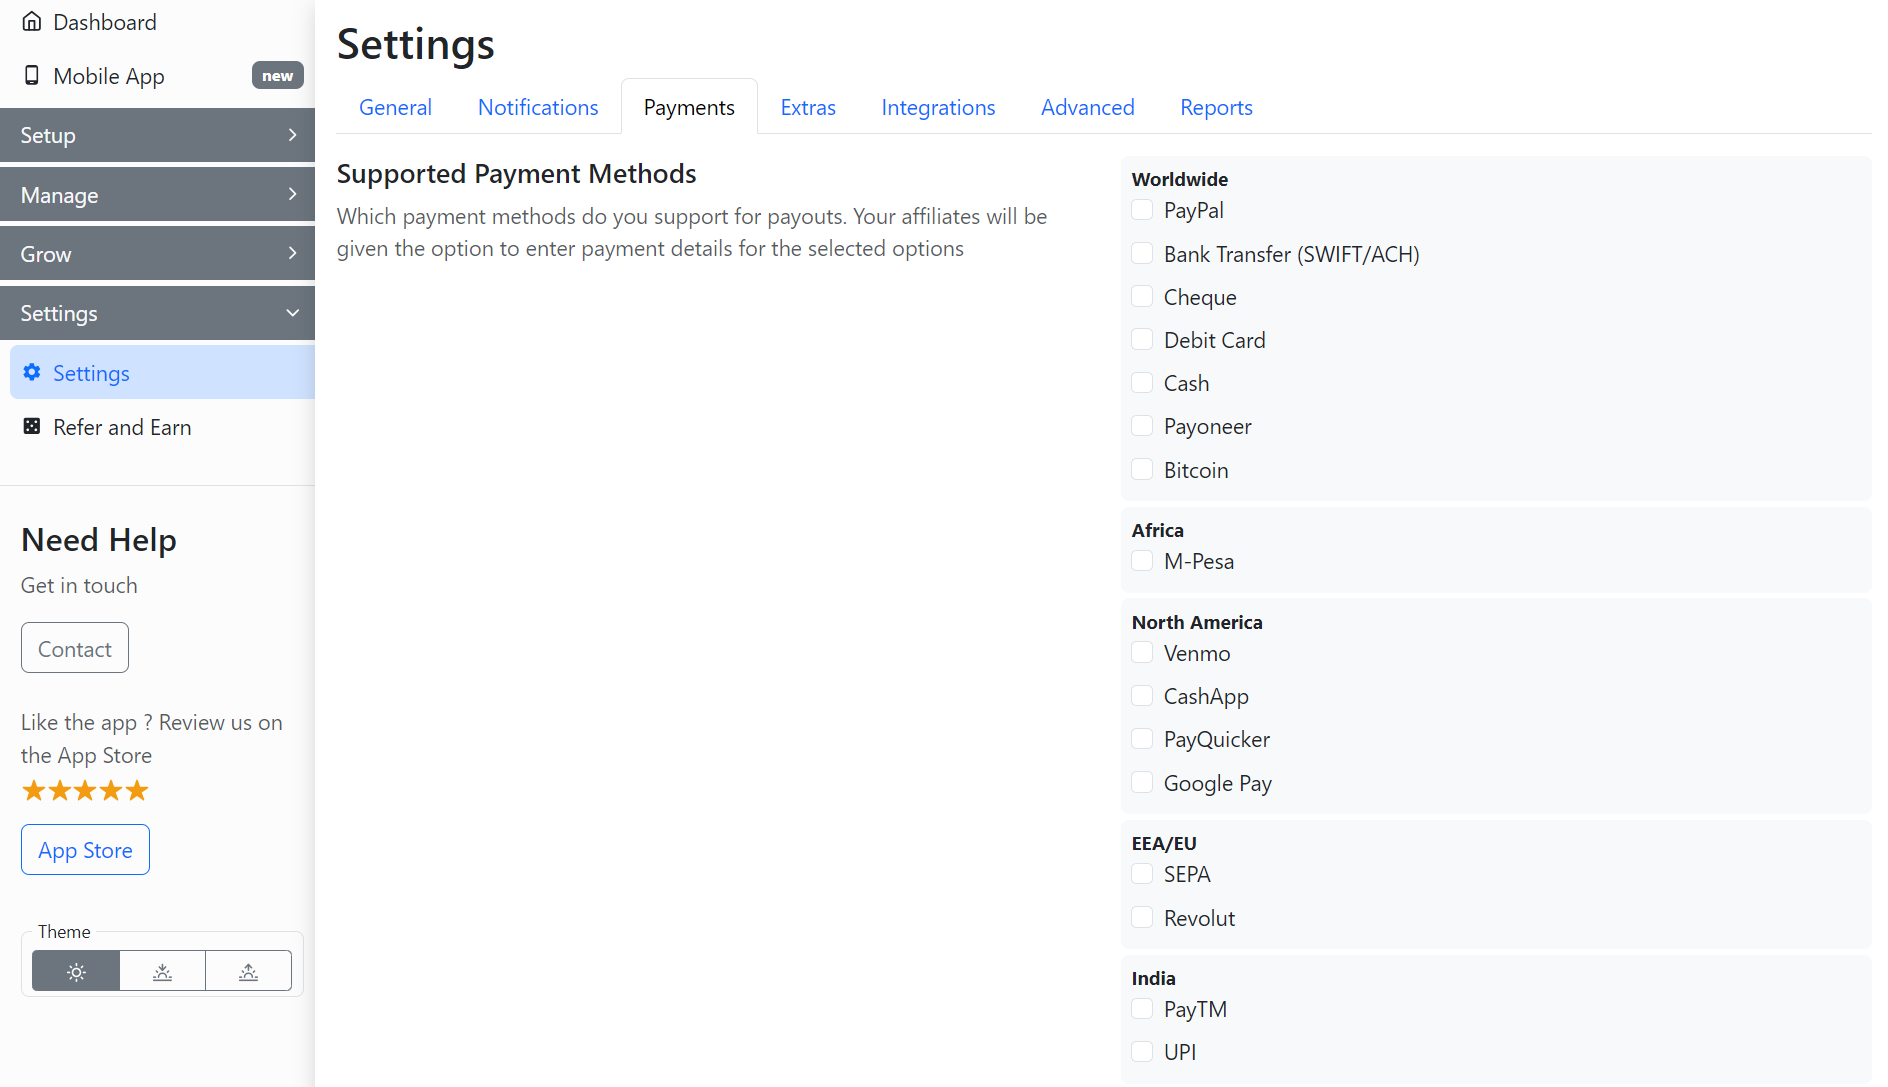 Dashboard
Mobile App
new
Setup
Manage
Grow
Settings
Settings
Refer and Earn
Need Help
Get in touch
Contact
Like the app ? Review us on
the App Store
App Store
Theme
Settings
General
Notifications
Payments
Extras
Integrations
Advanced
Reports
Supported Payment Methods
Which payment methods do you support for payouts. Your affiliates will be
given the option to enter payment details for the selected options
Worldwide
PayPal
Bank Transfer (SWIFT/ACH)
Cheque
Debit Card
Cash
Payoneer
Bitcoin
Africa
M-Pesa
North America
Venmo
CashApp
PayQuicker
Google Pay
EEA/EU
SEPA
Revolut
India
PayTM
UPI